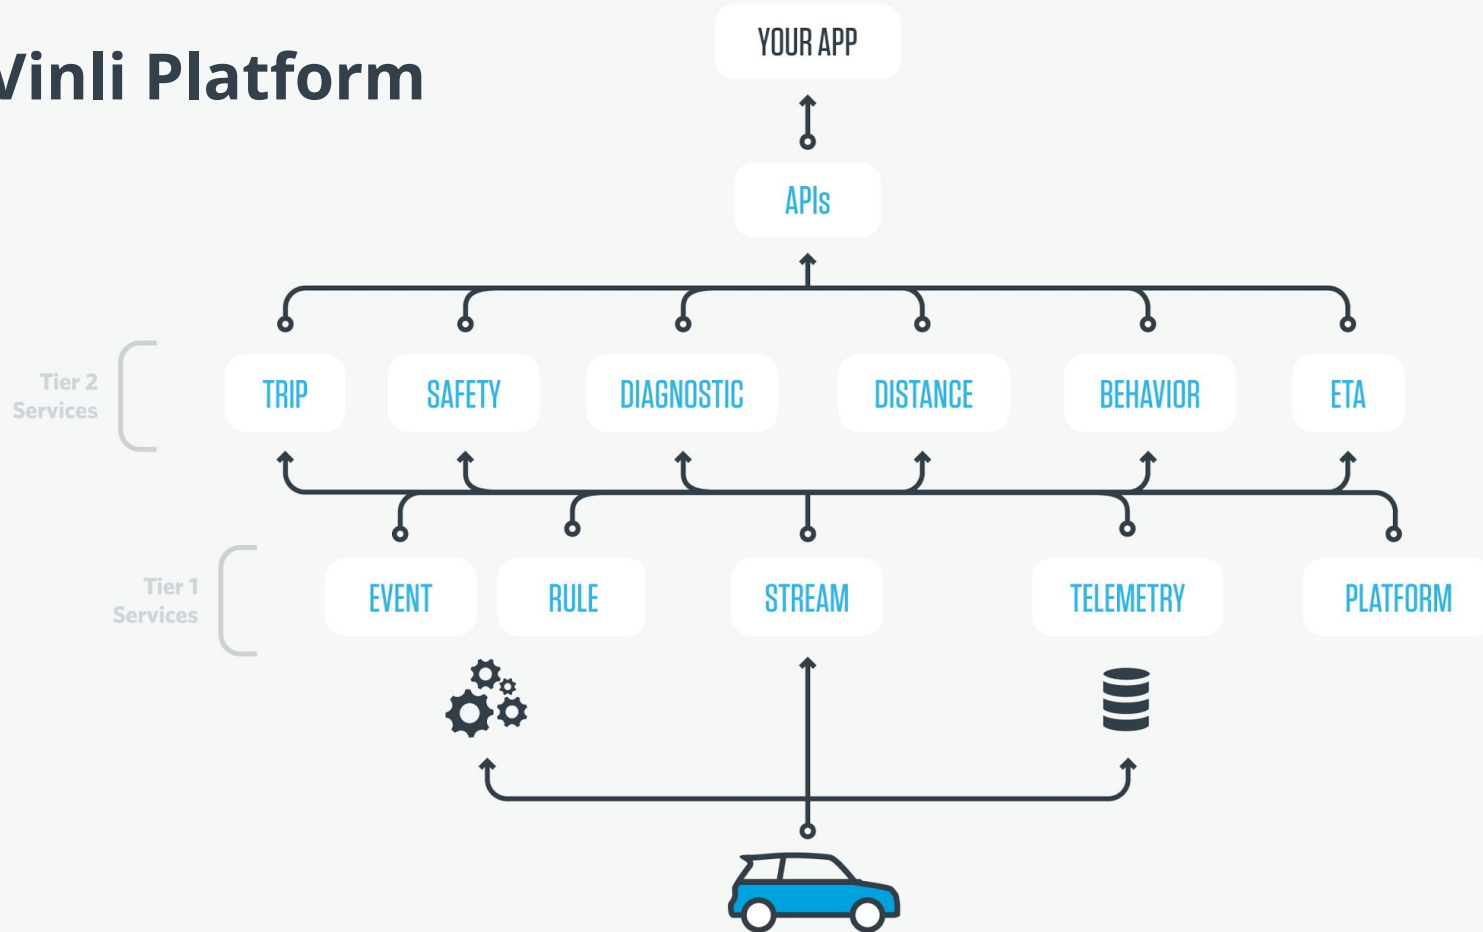 Vinli Platform
YOUR APP
APIs
Tier 2
Services
TRIP
SAFETY
DIAGNOSTIC
DISTANCE
BEHAVIOR
ETA
Tier 1
Services
EVENT
RULE
STREAM
TELEMETRY
PLATFORM